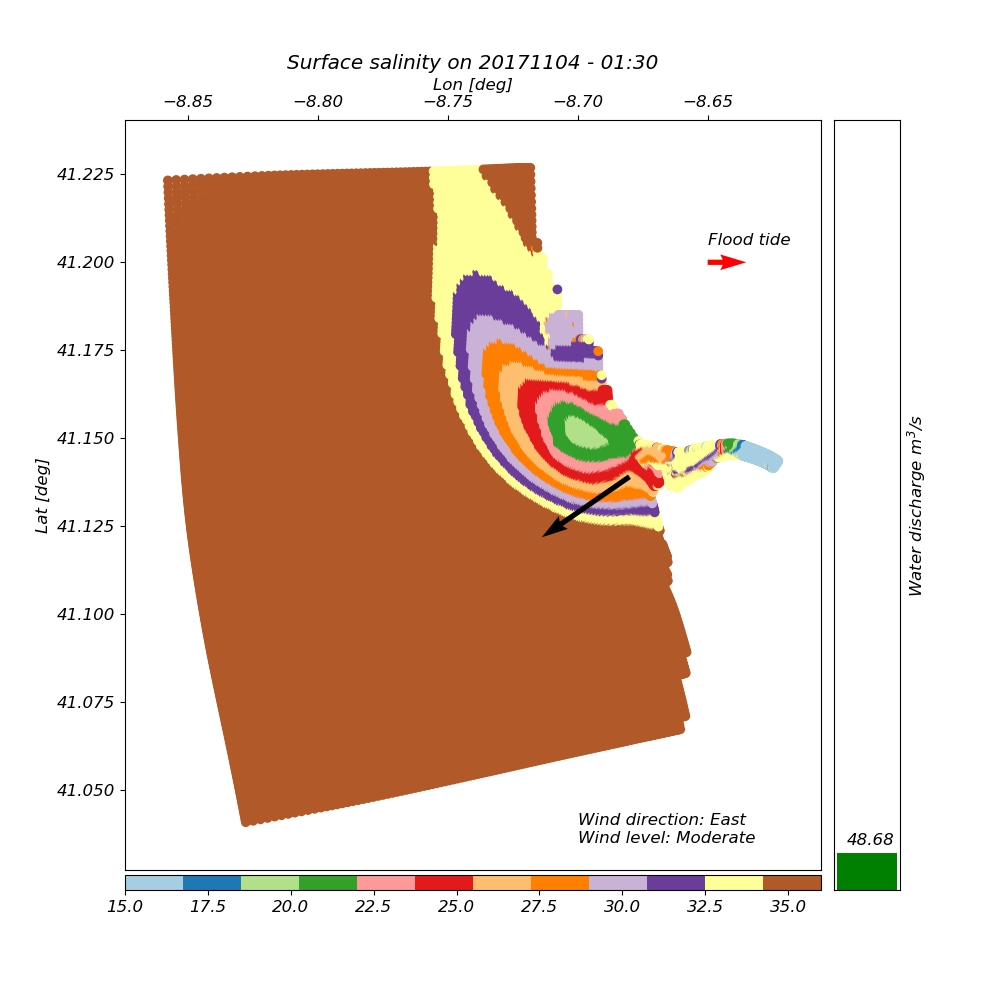 Surface salinity on 20171104 - 01:30
Lon [deg]
−8.85 −8.80 −8.75 −8.70 −8.65
41.225
41.200
41.175
41.150
41.125
41.100
41.075
41.050
Lat [deg]
Flood tide
Wind direction: East
Wind level: Moderate
48.68
Water discharge m³/s
15.0 17.5 20.0 22.5 25.0 27.5 30.0 32.5 35.0